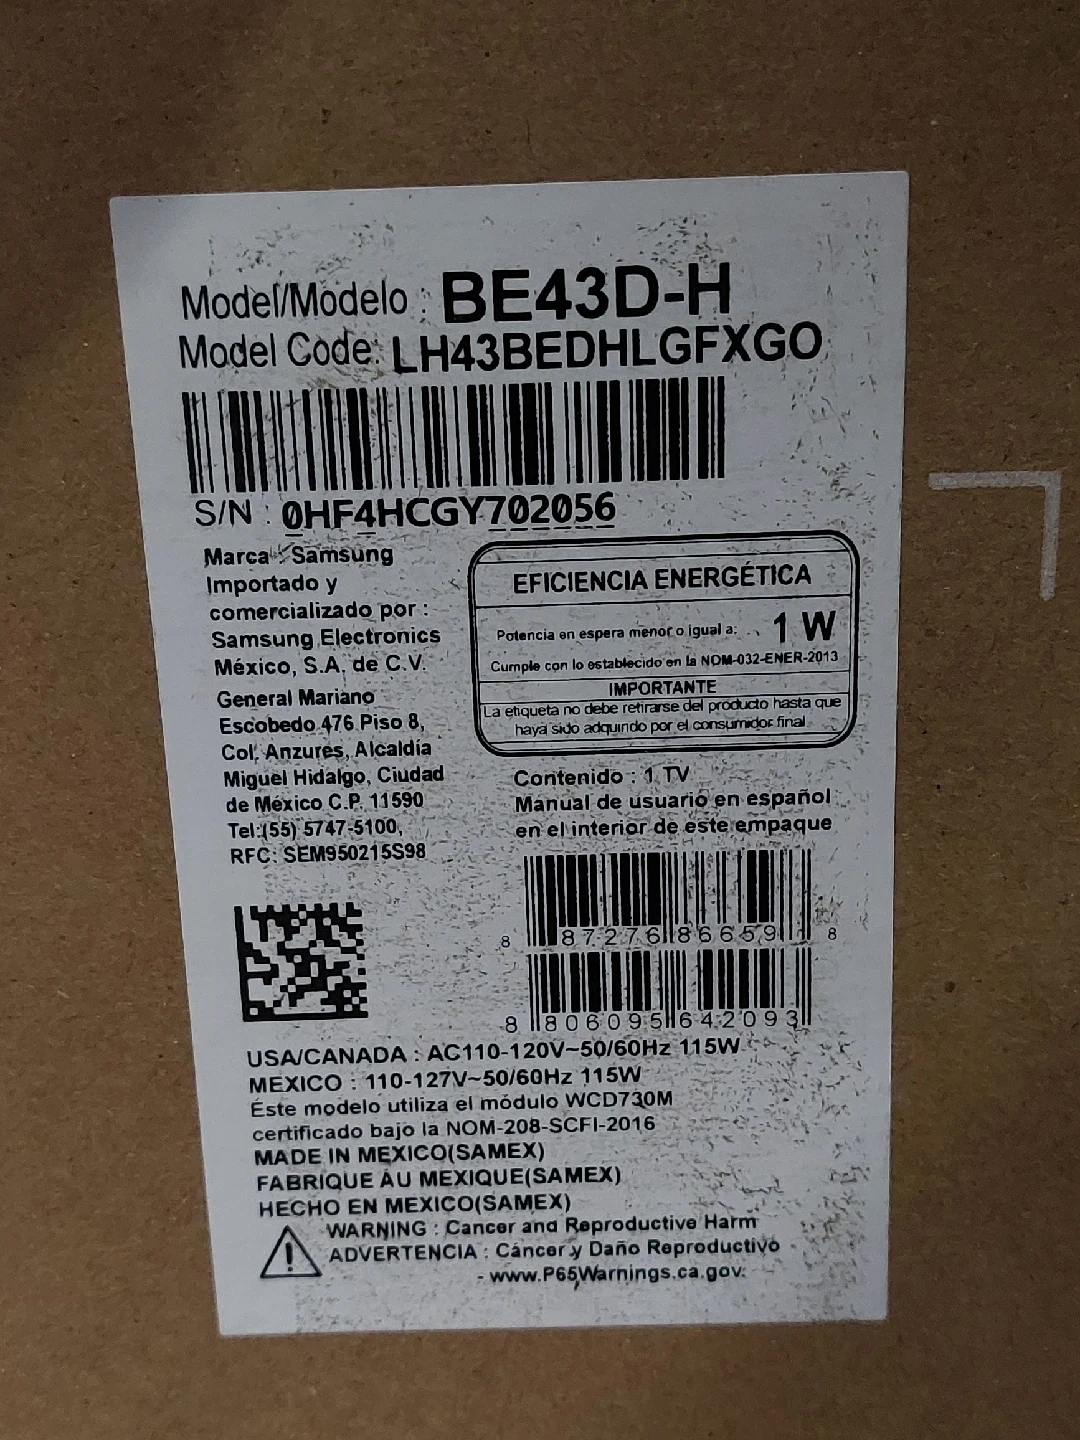 Model/Modelo : BE43D-H
Model Code: LH43BEDHLGFXGO
S/N : 0HF4HCGY702056
Marca : Samsung
Importado y
comercializado por :
Samsung Electronics
México, S.A. de C.V.
General Mariano
Escobedo 476 Piso 8,
Col. Anzures, Alcaldía
Miguel Hidalgo, Ciudad
de México C.P. 11590
Tel:(55) 5747-5100,
RFC: SEM950215S98
EFICIENCIA ENERGÉTICA
Potencia en espera menor o igual a: 1 W
Cumple con lo establecido en la NOM-032-ENER-2013
IMPORTANTE
La etiqueta no debe retirarse del producto hasta que
haya sido adquirido por el consumidor final
Contenido : 1 TV
Manual de usuario en español
en el interior de este empaque
8 87276 86659 8
8 806095 642093
USA/CANADA : AC110-120V~50/60Hz 115W
MEXICO : 110-127V~50/60Hz 115W
Este modelo utiliza el módulo WCD730M
certificado bajo la NOM-208-SCFI-2016
MADE IN MEXICO(SAMEX)
FABRIQUE AU MEXIQUE(SAMEX)
HECHO EN MEXICO(SAMEX)
WARNING : Cancer and Reproductive Harm
ADVERTENCIA : Cáncer y Daño Reproductivo
- www.P65Warnings.ca.gov.